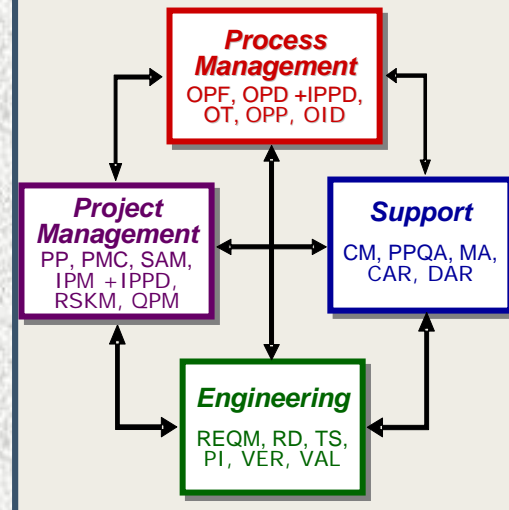 Process
Management
OPF, OPD +IPPD,
OT, OPP, OID
Project
Management
PP, PMC, SAM,
IPM +IPPD,
RSKM, QPM
Support
CM, PPQA, MA,
CAR, DAR
Engineering
REQM, RD, TS,
PI, VER, VAL